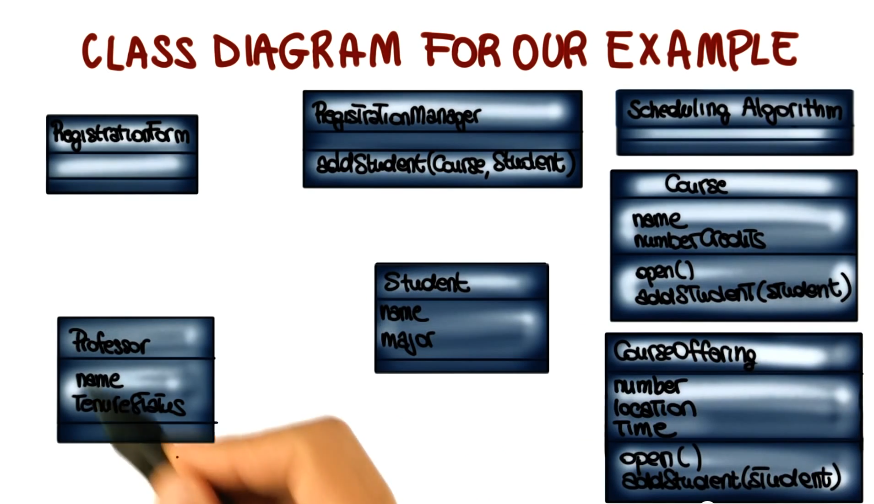 CLASS DIAGRAM FOR OUR EXAMPLE
RegistrationForm
RegistrationManager
addStudent(Course, Student)
Scheduling Algorithm
Course
name
numberCredits
open()
addStudent(student)
Student
name
major
Professor
name
TenureStatus
CourseOffering
number
location
Time
open()
addStudent(student)